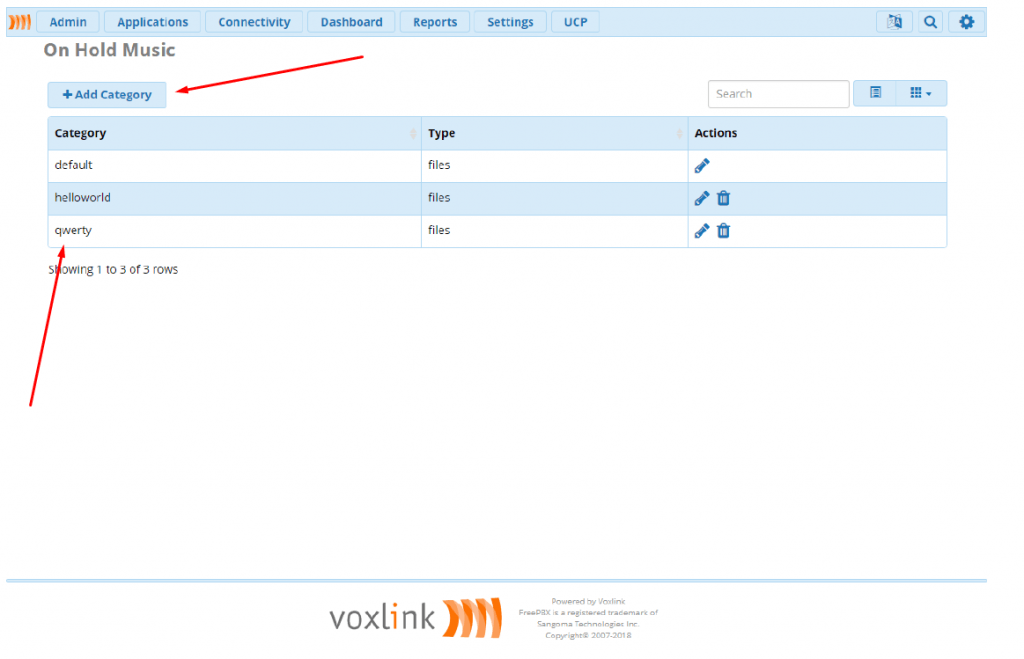 Admin Applications Connectivity Dashboard Reports Settings UCP
On Hold Music
+ Add Category Search
Category Type Actions
default files
helloworld files
qwerty files
Showing 1 to 3 of 3 rows
voxlink
Powered by Voxlink
FreePBX is a registered trademark of
Sangoma Technologies Inc.
Copyright© 2007-2018